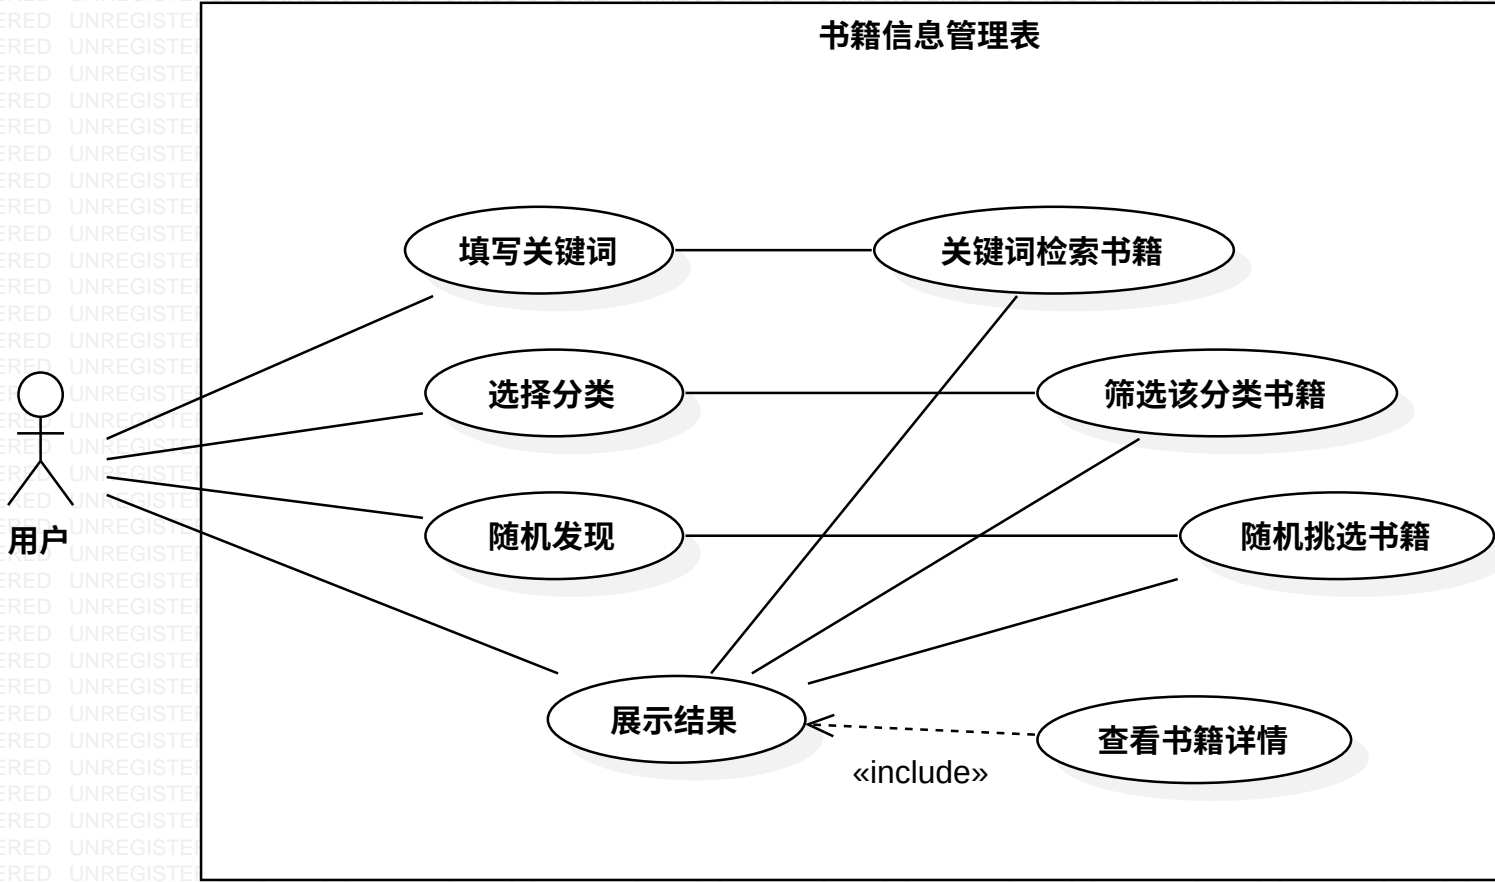 书籍信息管理表
填写关键词
关键词检索书籍
选择分类
筛选该分类书籍
随机发现
随机挑选书籍
用户
展示结果
查看书籍详情
«include»